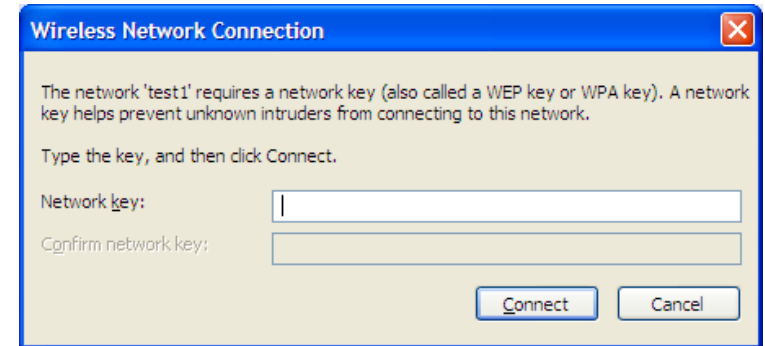 Wireless Network Connection
The network 'test1' requires a network key (also called a WEP key or WPA key). A network
key helps prevent unknown intruders from connecting to this network.
Type the key, and then click Connect.
Network key:
Confirm network key:
Connect Cancel